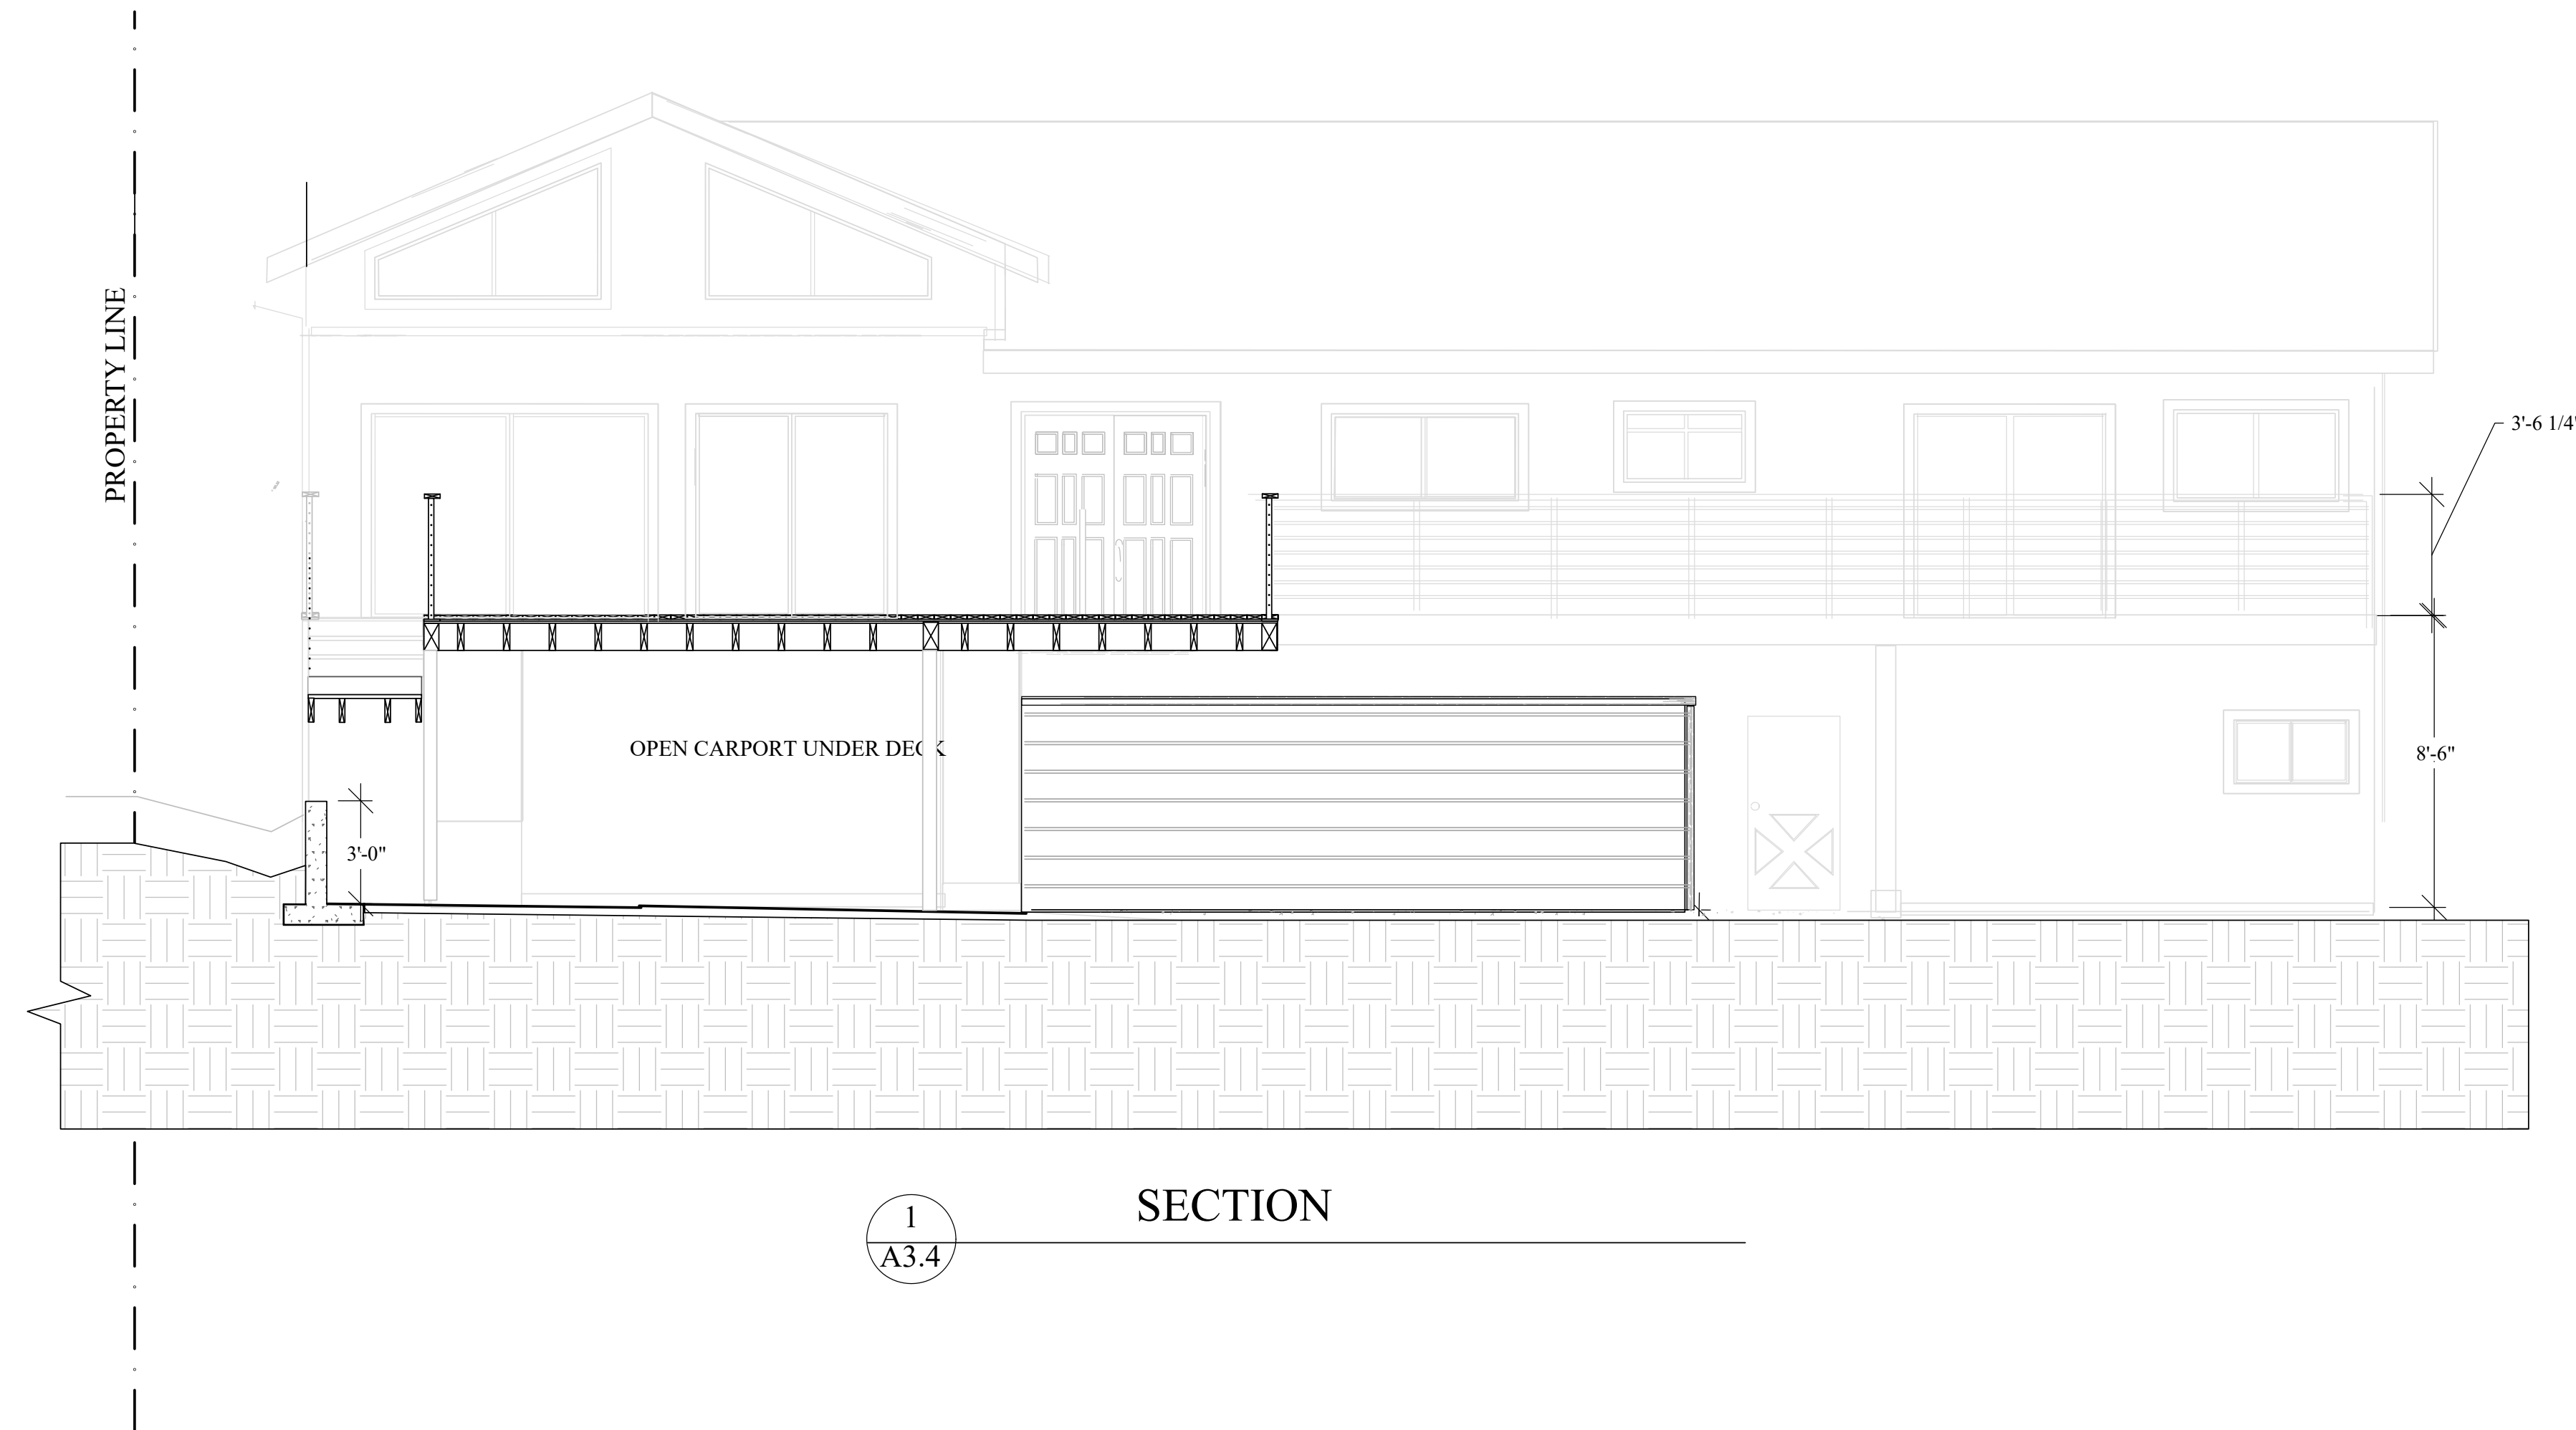 PROPERTY LINE
3'-6 1/4"
OPEN CARPORT UNDER DECK
8'-6"
3'-0"
SECTION
1
A3.4